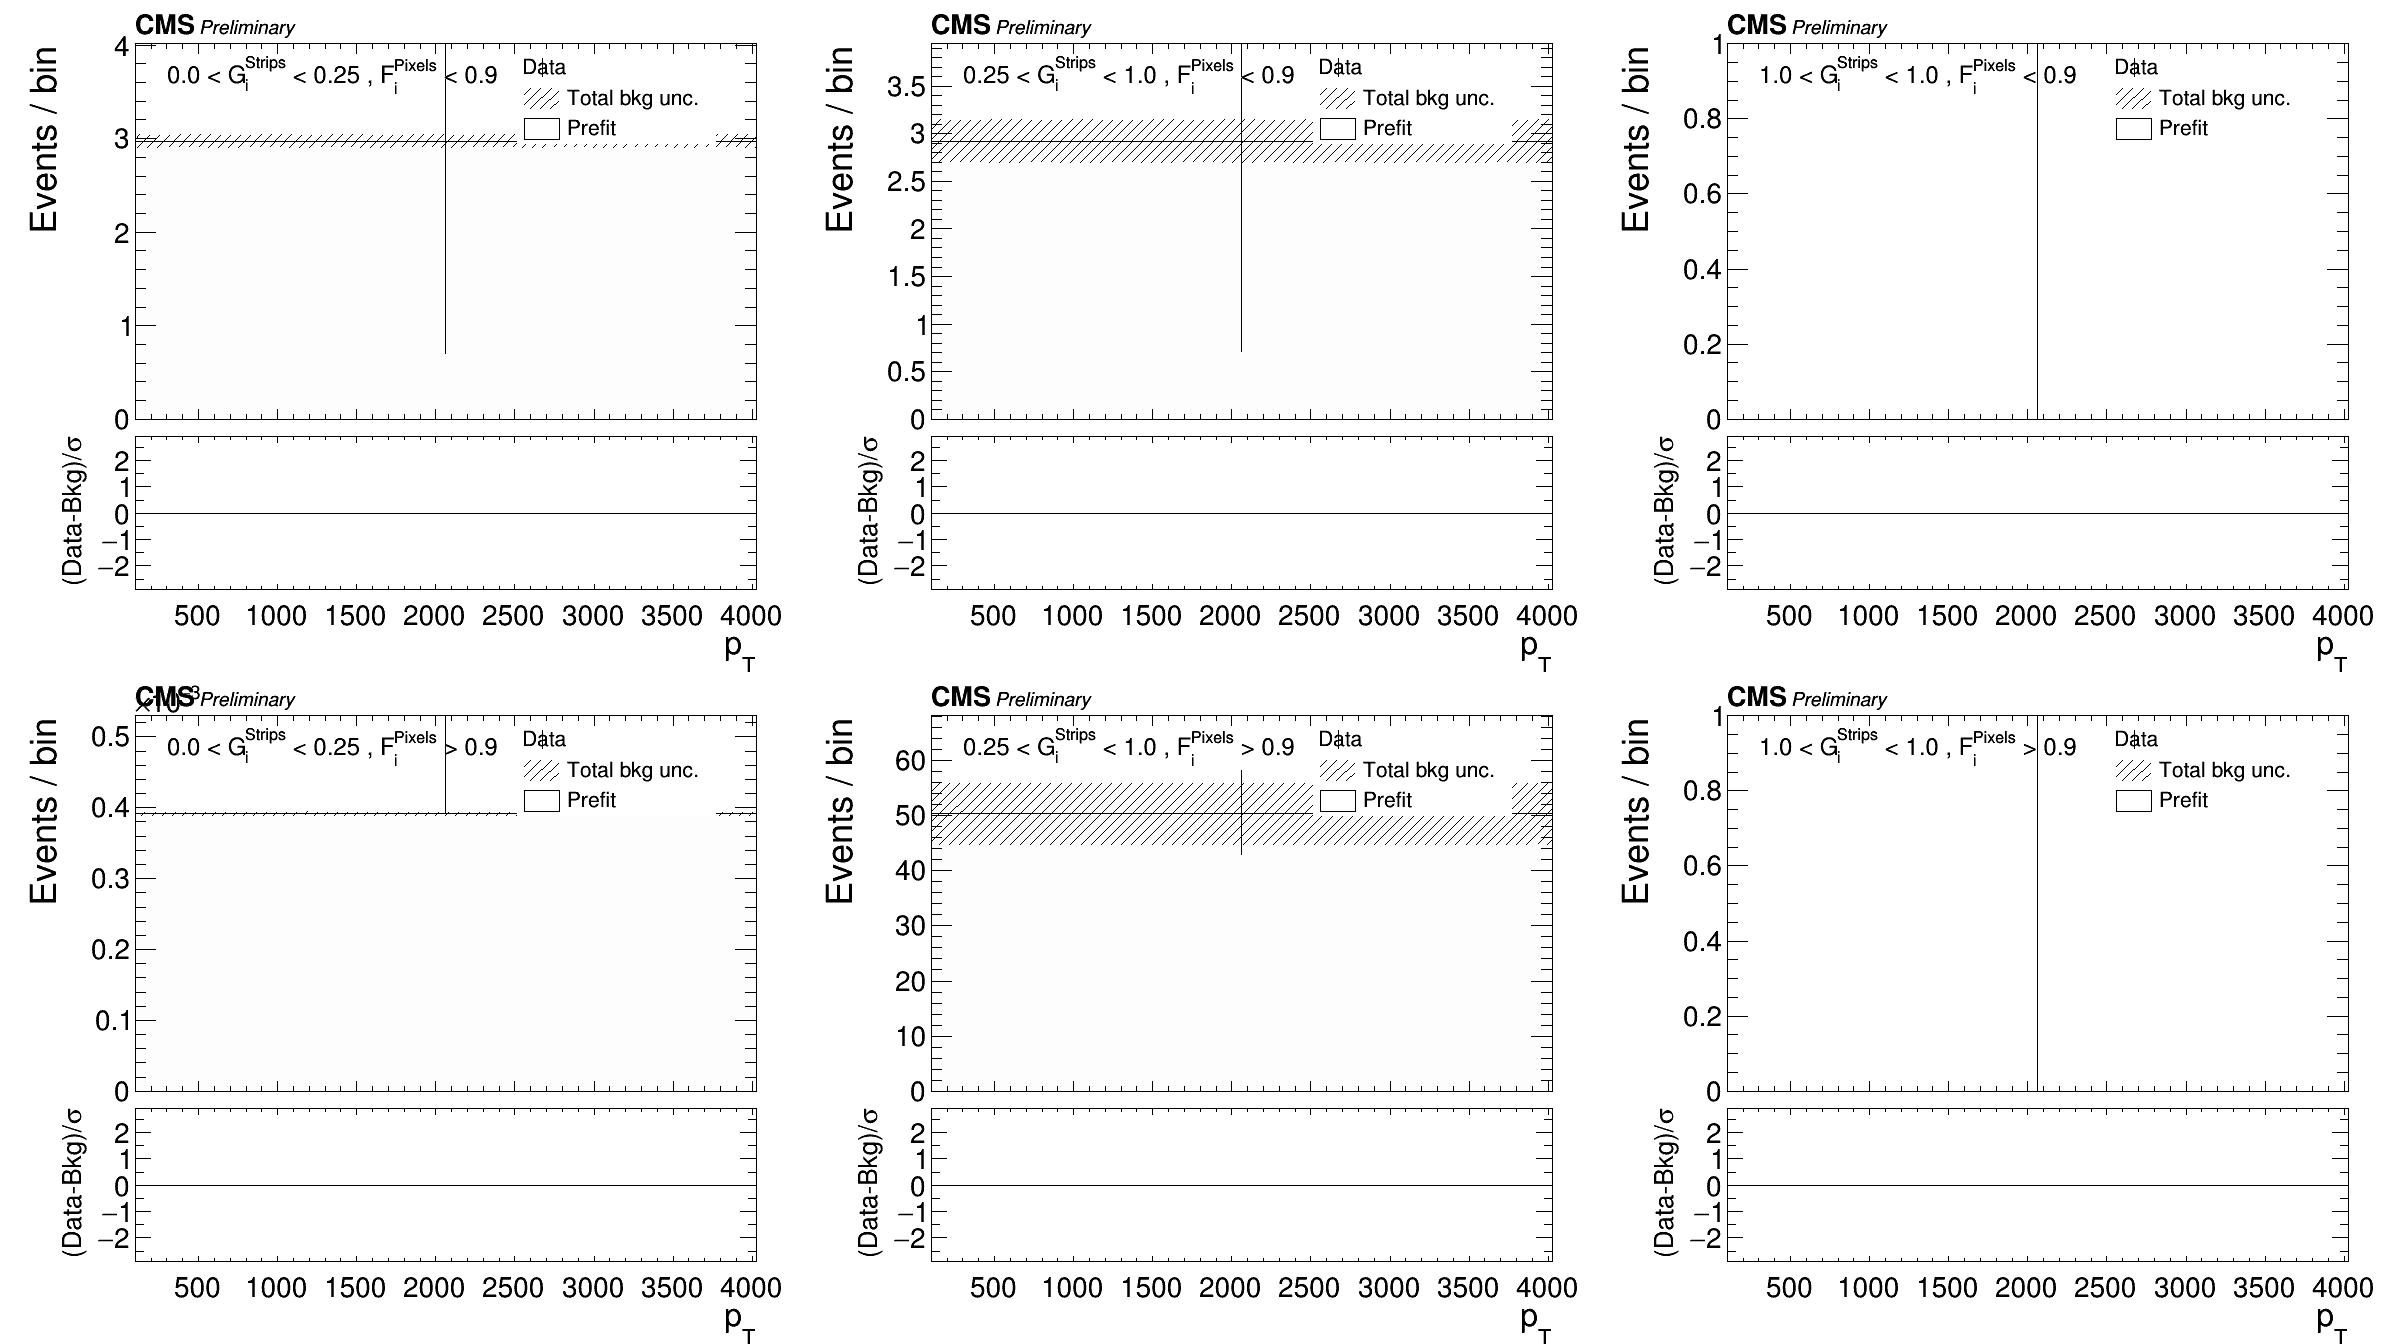 CMS Preliminary
Events / bin
0.0 < G_i^Strips < 0.25 , F_i^Pixels < 0.9
Data
Total bkg unc.
Prefit
4
3
2
1
0
(Data-Bkg)/σ
2
1
0
−1
−2
500 1000 1500 2000 2500 3000 3500 4000
p_T
CMS Preliminary
Events / bin
0.25 < G_i^Strips < 1.0 , F_i^Pixels < 0.9
Data
Total bkg unc.
Prefit
3.5
3
2.5
2
1.5
1
0.5
0
(Data-Bkg)/σ
2
1
0
−1
−2
500 1000 1500 2000 2500 3000 3500 4000
p_T
CMS Preliminary
Events / bin
1.0 < G_i^Strips < 1.0 , F_i^Pixels < 0.9
Data
Total bkg unc.
Prefit
1
0.8
0.6
0.4
0.2
0
(Data-Bkg)/σ
2
1
0
−1
−2
500 1000 1500 2000 2500 3000 3500 4000
p_T
CMS Preliminary
×10^−3
Events / bin
0.0 < G_i^Strips < 0.25 , F_i^Pixels > 0.9
Data
Total bkg unc.
Prefit
0.5
0.4
0.3
0.2
0.1
0
(Data-Bkg)/σ
2
1
0
−1
−2
500 1000 1500 2000 2500 3000 3500 4000
p_T
CMS Preliminary
Events / bin
0.25 < G_i^Strips < 1.0 , F_i^Pixels > 0.9
Data
Total bkg unc.
Prefit
60
50
40
30
20
10
0
(Data-Bkg)/σ
2
1
0
−1
−2
500 1000 1500 2000 2500 3000 3500 4000
p_T
CMS Preliminary
Events / bin
1.0 < G_i^Strips < 1.0 , F_i^Pixels > 0.9
Data
Total bkg unc.
Prefit
1
0.8
0.6
0.4
0.2
0
(Data-Bkg)/σ
2
1
0
−1
−2
500 1000 1500 2000 2500 3000 3500 4000
p_T